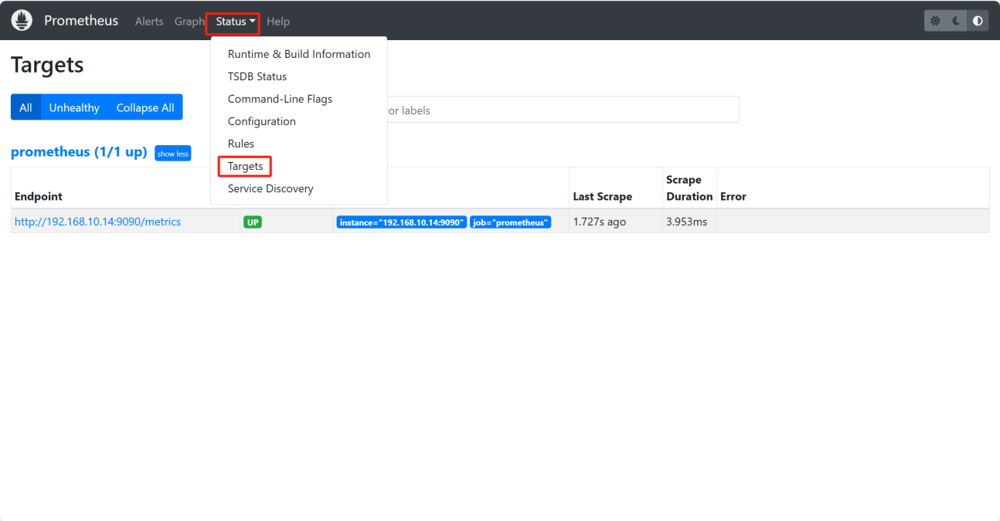 Prometheus Alerts Graph Status Help
Runtime & Build Information
TSDB Status
Command-Line Flags
Configuration
Rules
Targets
Service Discovery
Targets
All Unhealthy Collapse All
or labels
prometheus (1/1 up) show less
Endpoint Last Scrape Scrape Duration Error
http://192.168.10.14:9090/metrics UP instance="192.168.10.14:9090" job="prometheus" 1.727s ago 3.953ms